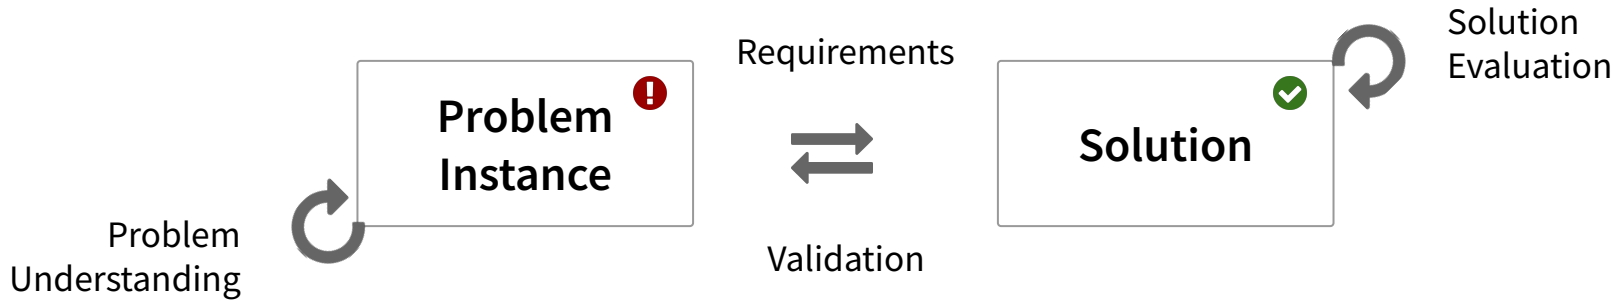 Problem
Instance
Problem
Understanding
Requirements
Validation
Solution
Solution
Evaluation